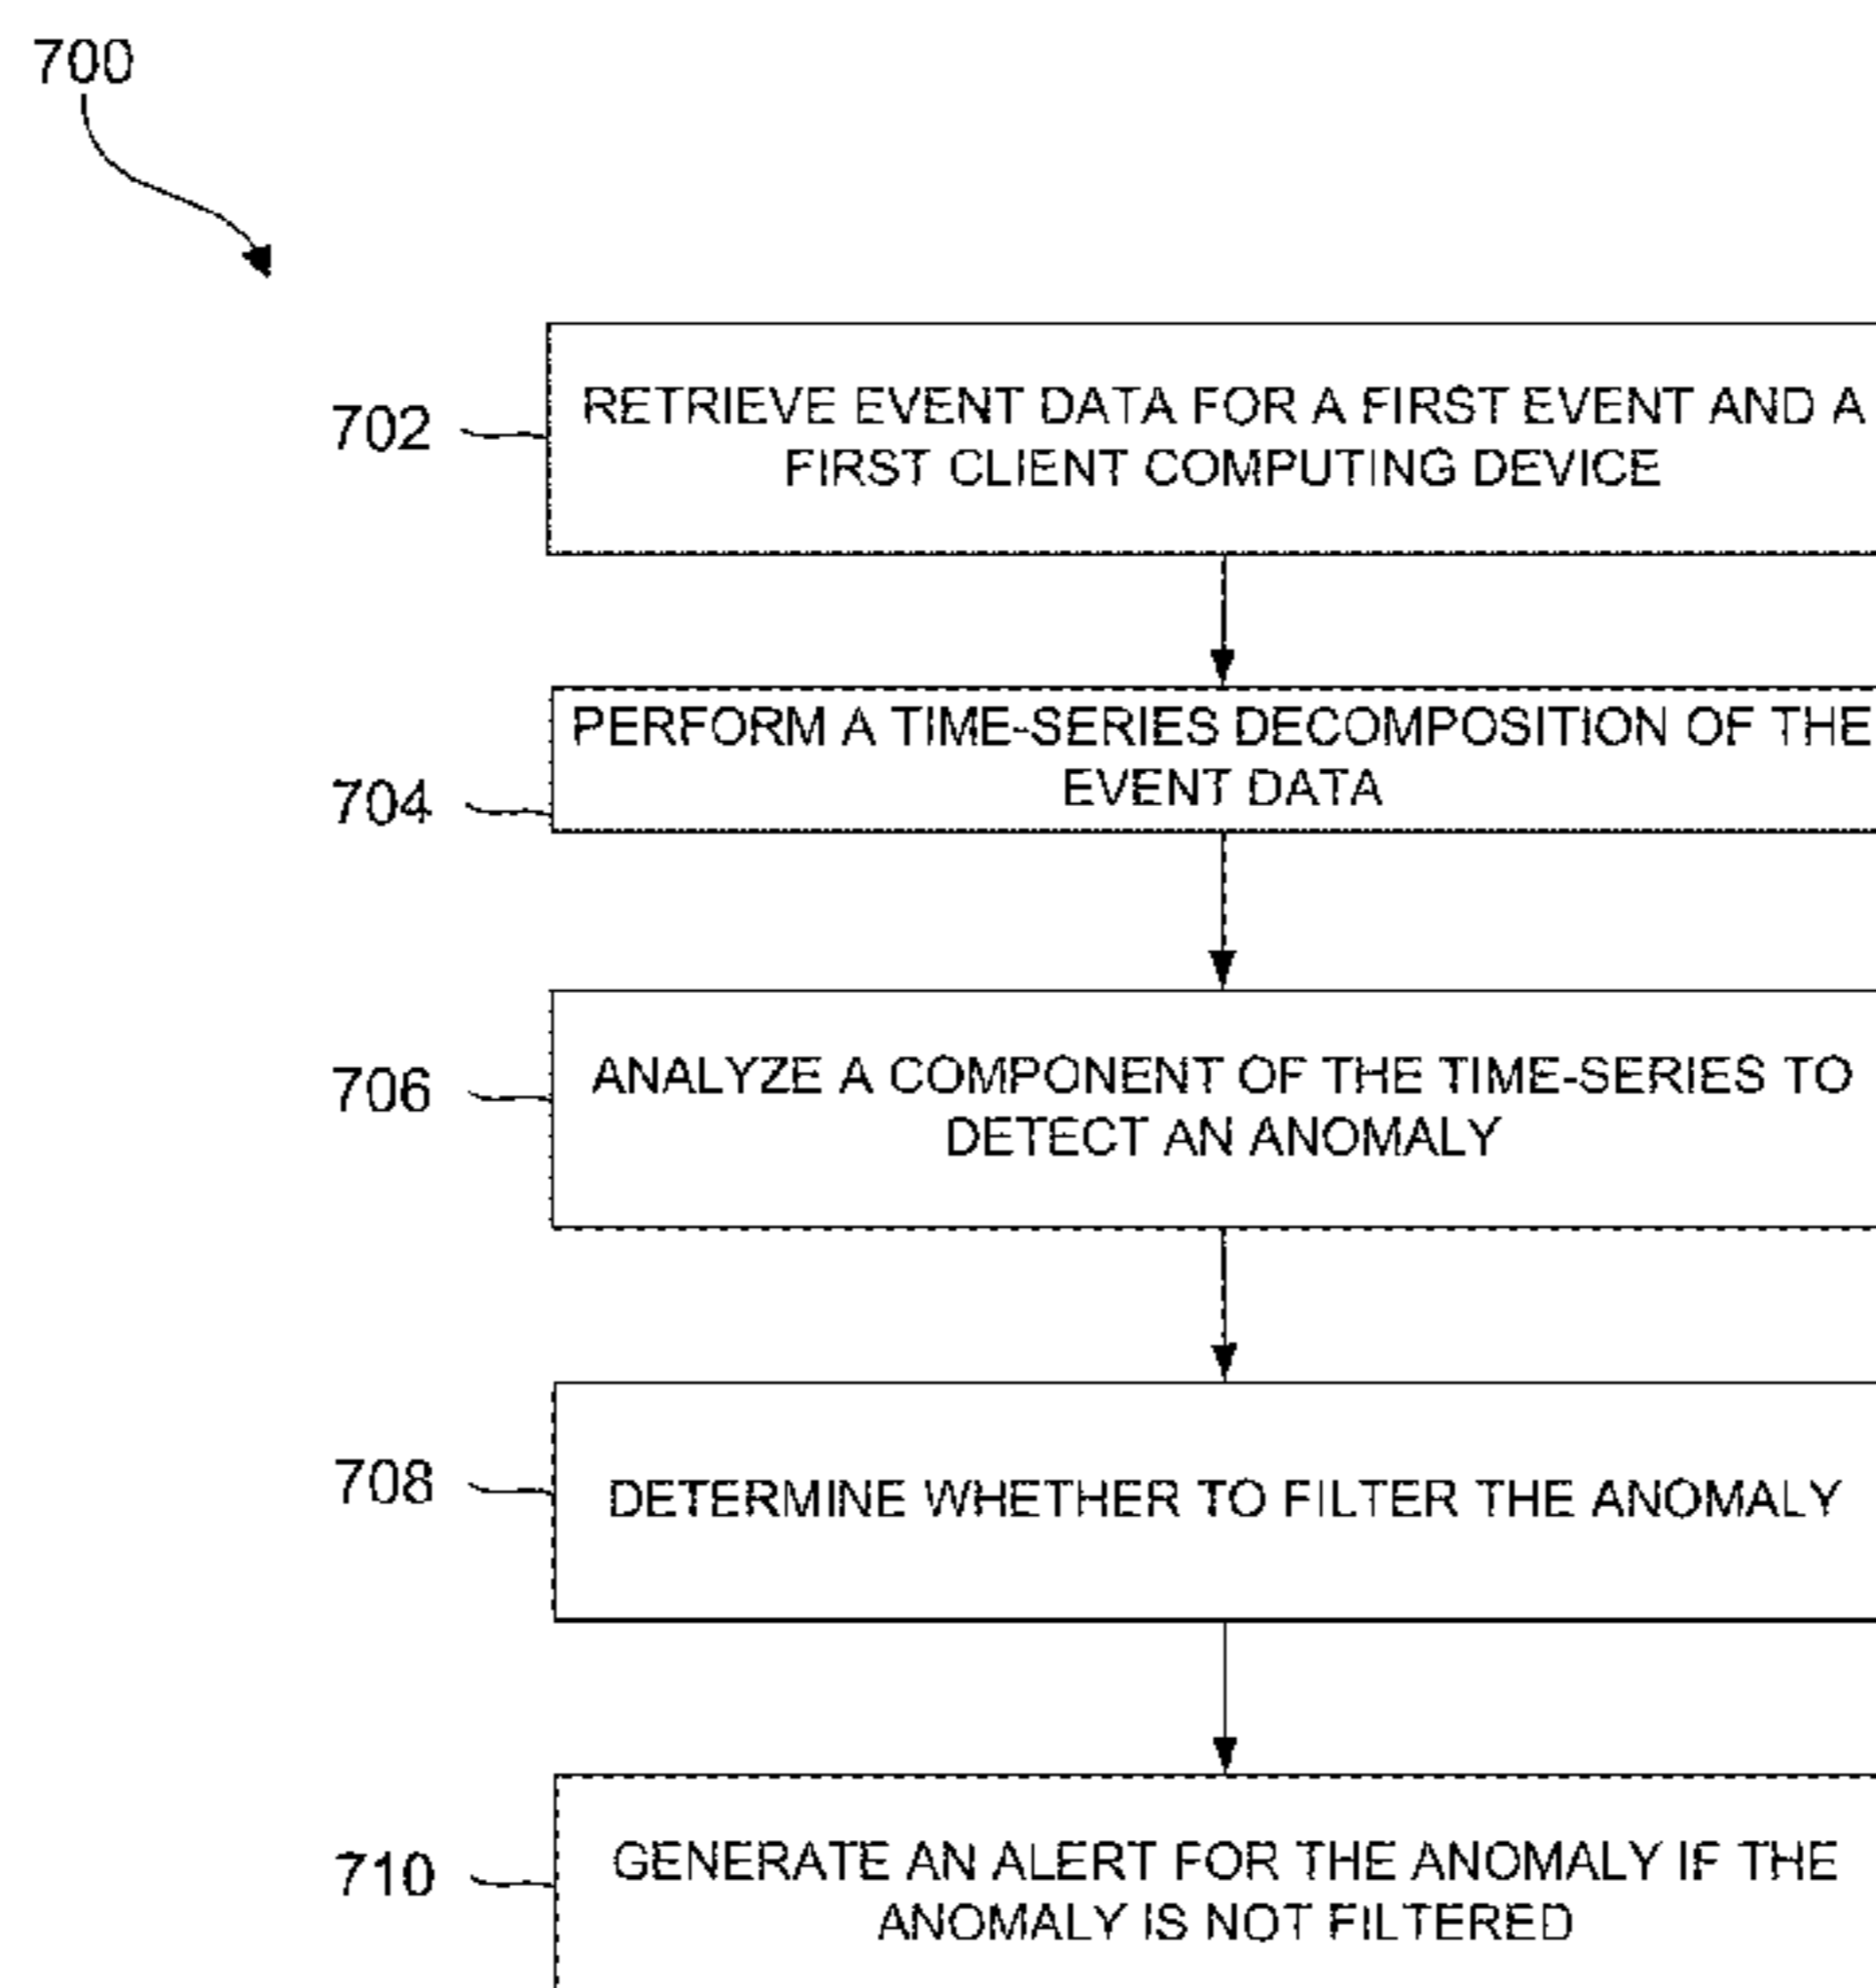 700
702
RETRIEVE EVENT DATA FOR A FIRST EVENT AND A
FIRST CLIENT COMPUTING DEVICE
704
PERFORM A TIME-SERIES DECOMPOSITION OF THE
EVENT DATA
706
ANALYZE A COMPONENT OF THE TIME-SERIES TO
DETECT AN ANOMALY
708
DETERMINE WHETHER TO FILTER THE ANOMALY
710
GENERATE AN ALERT FOR THE ANOMALY IF THE
ANOMALY IS NOT FILTERED